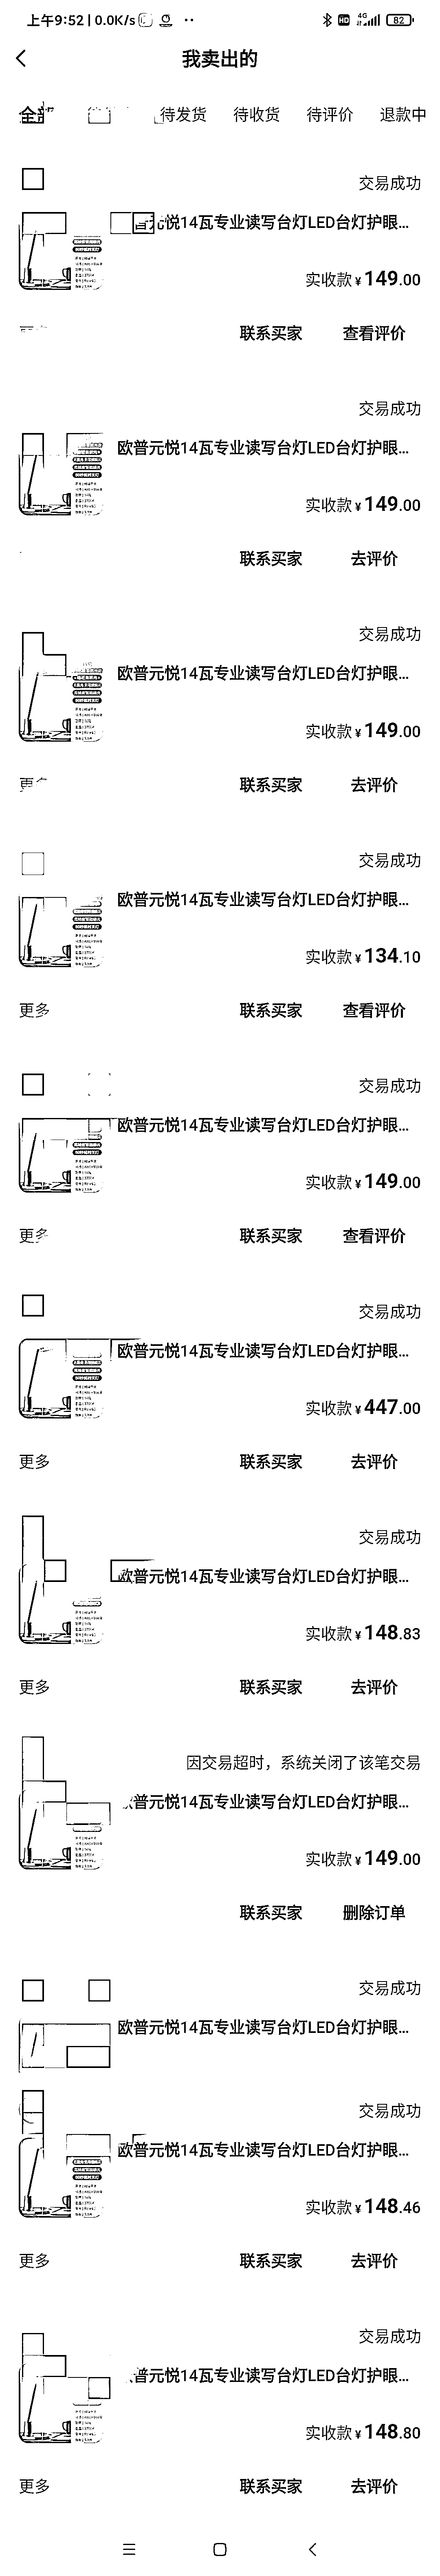 上午9:52 | 0.0K/s
HD 4G 82
我卖出的
全部 待发货 待收货 待评价 退款中
交易成功
元悦14瓦专业读写台灯LED台灯护眼...
实收款 ¥ 149.00
联系买家 查看评价
交易成功
欧普元悦14瓦专业读写台灯LED台灯护眼...
实收款 ¥ 149.00
联系买家 去评价
交易成功
欧普元悦14瓦专业读写台灯LED台灯护眼...
实收款 ¥ 149.00
更多 联系买家 去评价
交易成功
欧普元悦14瓦专业读写台灯LED台灯护眼...
实收款 ¥ 134.10
更多 联系买家 查看评价
交易成功
欧普元悦14瓦专业读写台灯LED台灯护眼...
实收款 ¥ 149.00
更多 联系买家 查看评价
交易成功
欧普元悦14瓦专业读写台灯LED台灯护眼...
实收款 ¥ 447.00
更多 联系买家 去评价
交易成功
欧普元悦14瓦专业读写台灯LED台灯护眼...
实收款 ¥ 148.83
更多 联系买家 去评价
因交易超时，系统关闭了该笔交易
普元悦14瓦专业读写台灯LED台灯护眼...
实收款 ¥ 149.00
联系买家 删除订单
交易成功
欧普元悦14瓦专业读写台灯LED台灯护眼...
交易成功
欧普元悦14瓦专业读写台灯LED台灯护眼...
实收款 ¥ 148.46
更多 联系买家 去评价
交易成功
普元悦14瓦专业读写台灯LED台灯护眼...
实收款 ¥ 148.80
更多 联系买家 去评价